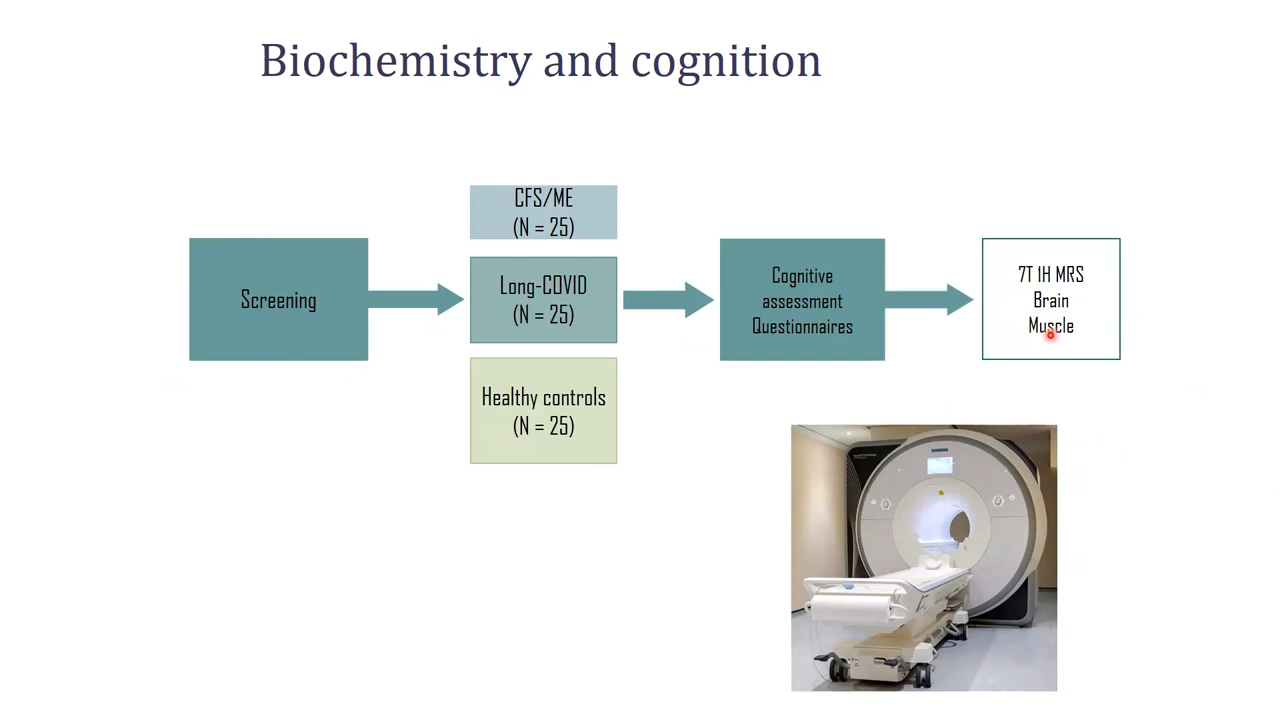 Biochemistry and cognition
Screening
CFS/ME
(N = 25)
Long-COVID
(N = 25)
Healthy controls
(N = 25)
Cognitive
assessment
Questionnaires
7T 1H MRS
Brain
Muscle